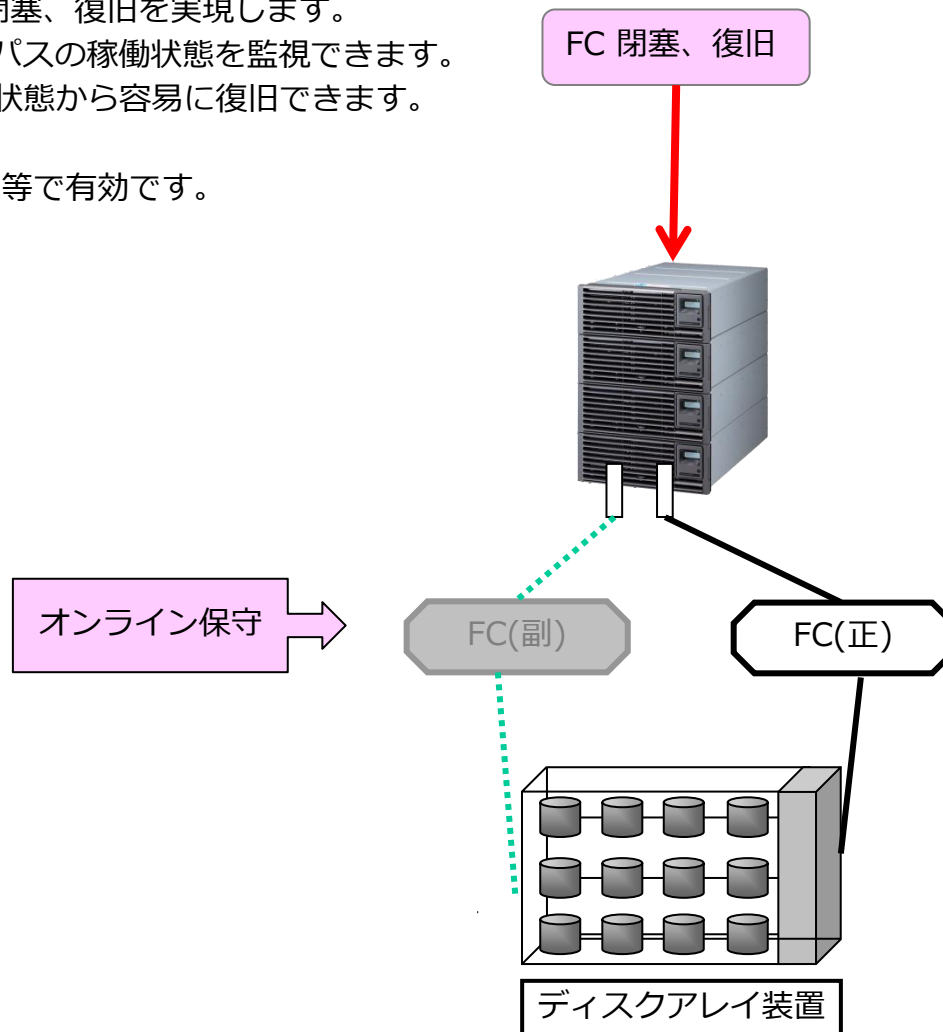 閉塞、復旧を実現します。
パスの稼働状態を監視できます。
状態から容易に復旧できます。
等で有効です。
FC 閉塞、復旧
オンライン保守
FC(副)
FC(正)
ディスクアレイ装置